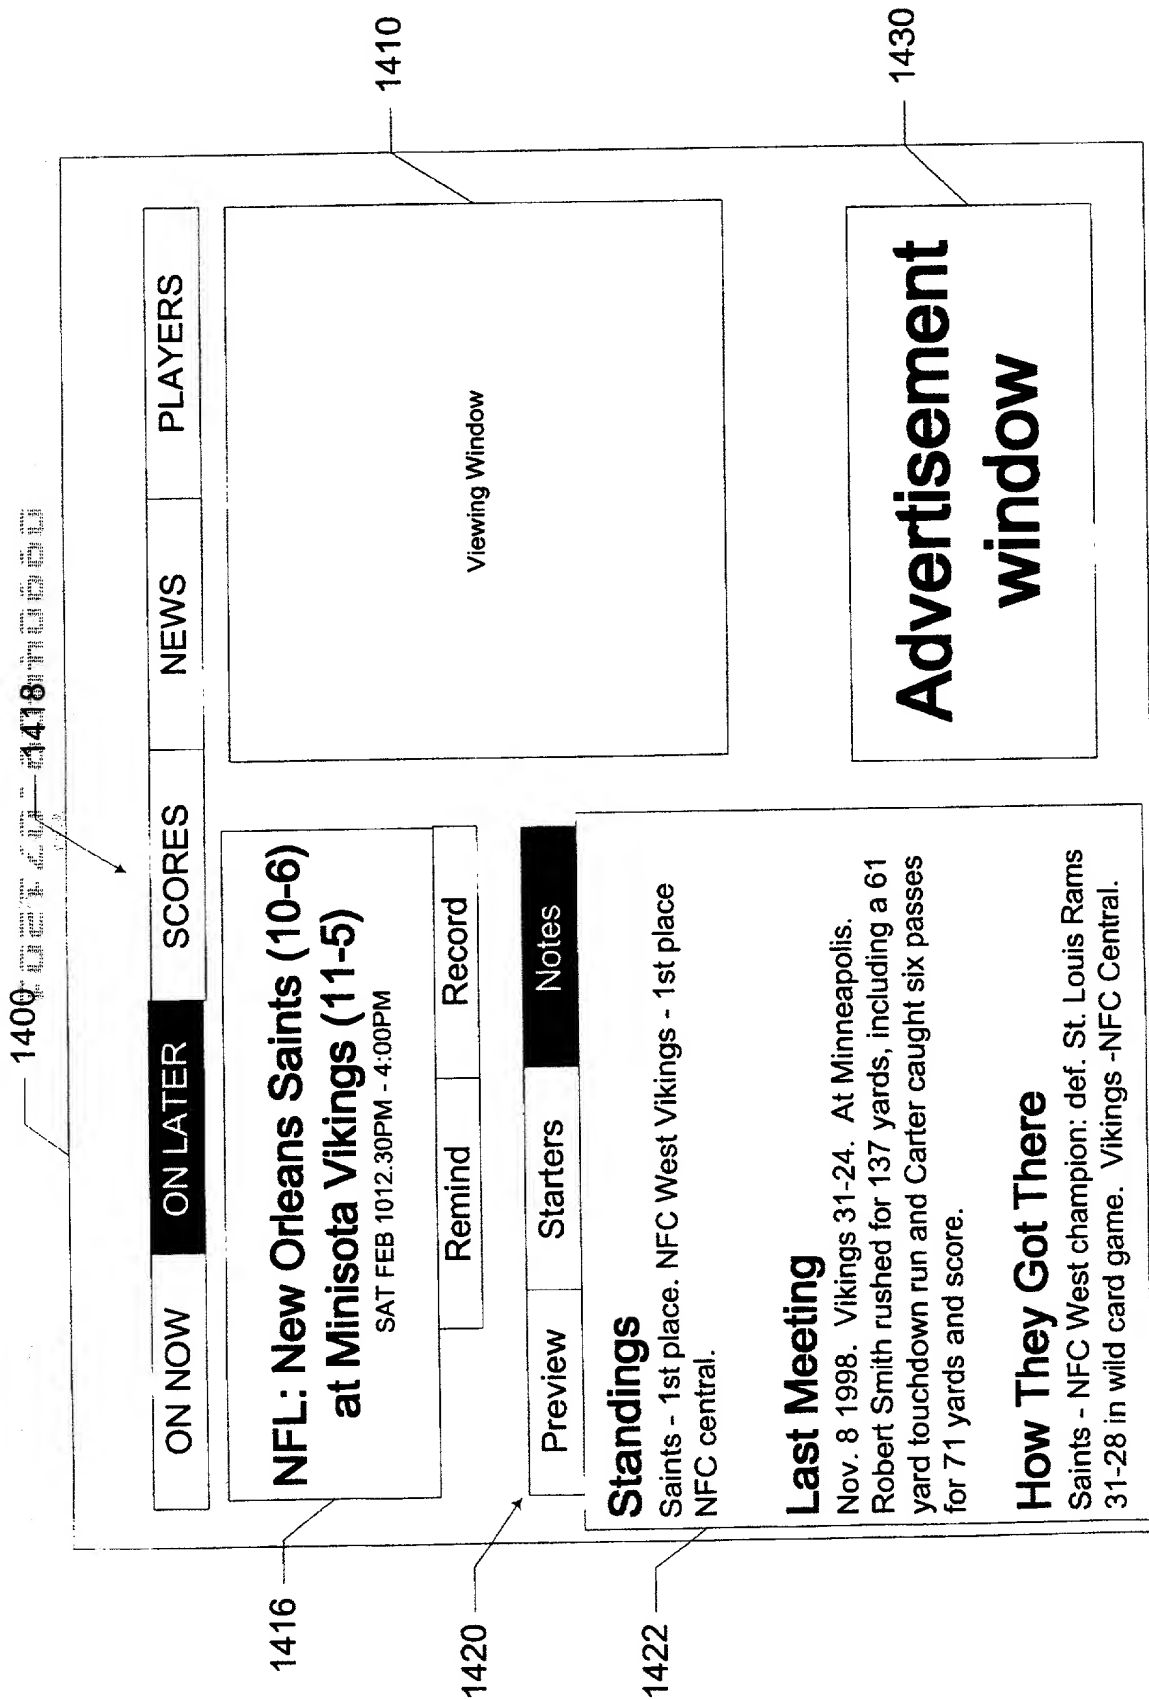 1400
1418
ON NOW
ON LATER
SCORES
NEWS
PLAYERS
1410
1416
NFL: New Orleans Saints (10-6)
at Minisota Vikings (11-5)
SAT FEB 1012.30PM - 4:00PM
Remind
Record
Viewing Window
1420
Preview
Starters
Notes
1422
Standings
Saints - 1st place. NFC West Vikings - 1st place
NFC central.
Last Meeting
Nov. 8 1998. Vikings 31-24. At Minneapolis.
Robert Smith rushed for 137 yards, including a 61
yard touchdown run and Carter caught six passes
for 71 yards and score.
How They Got There
Saints - NFC West champion: def. St. Louis Rams
31-28 in wild card game. Vikings -NFC Central.
1430
Advertisement
window